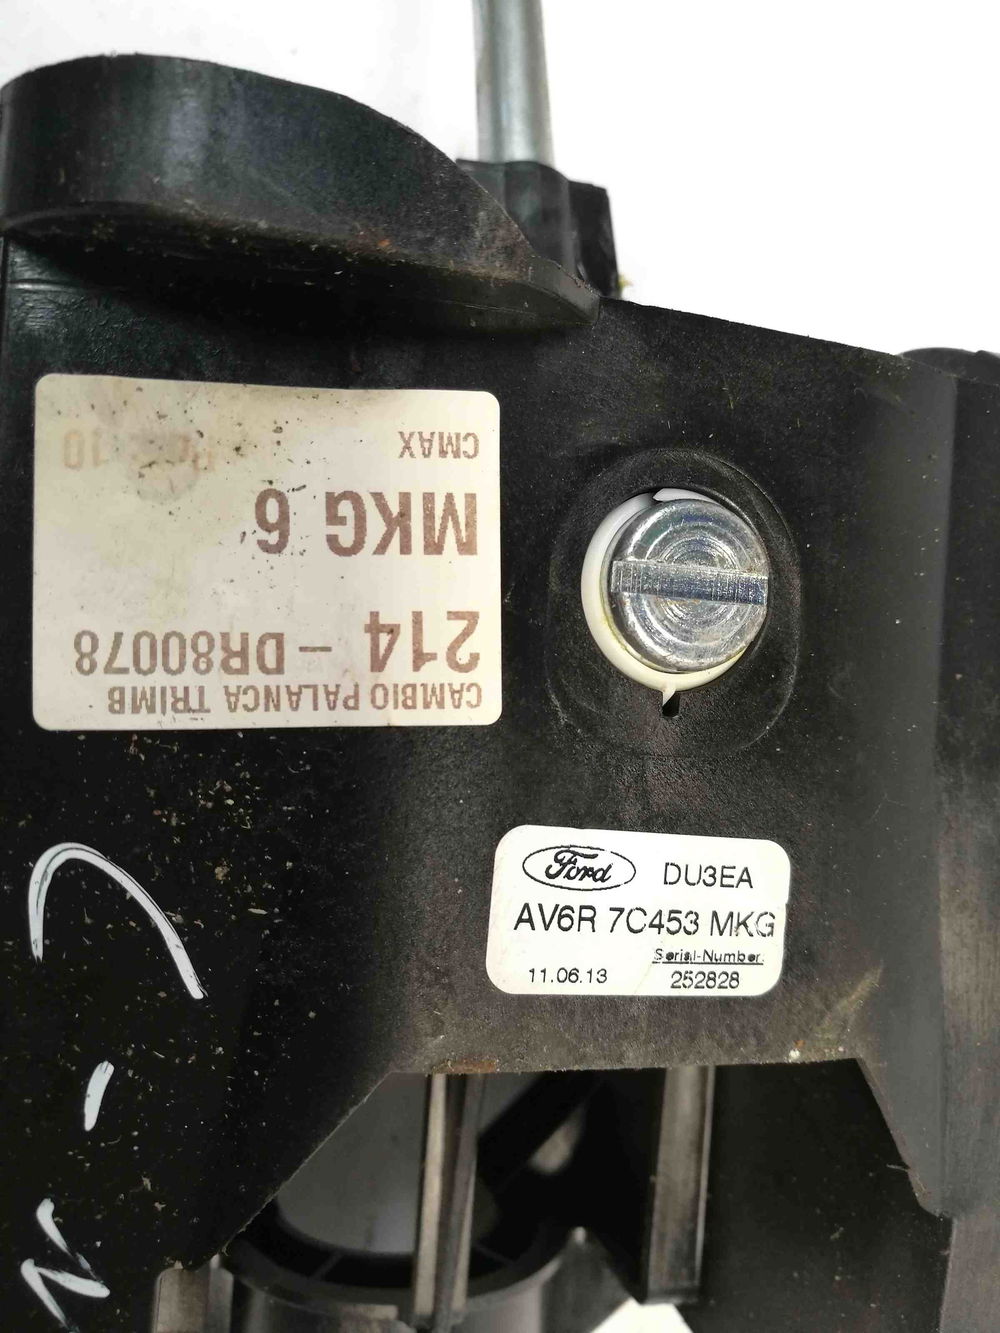 CAMBIO PALANCA TRIMB
214 - DR80078
MKG 6
CMAX
Ford DU3EA
AV6R 7C453 MKG
Serial-Number:
11.06.13 252828